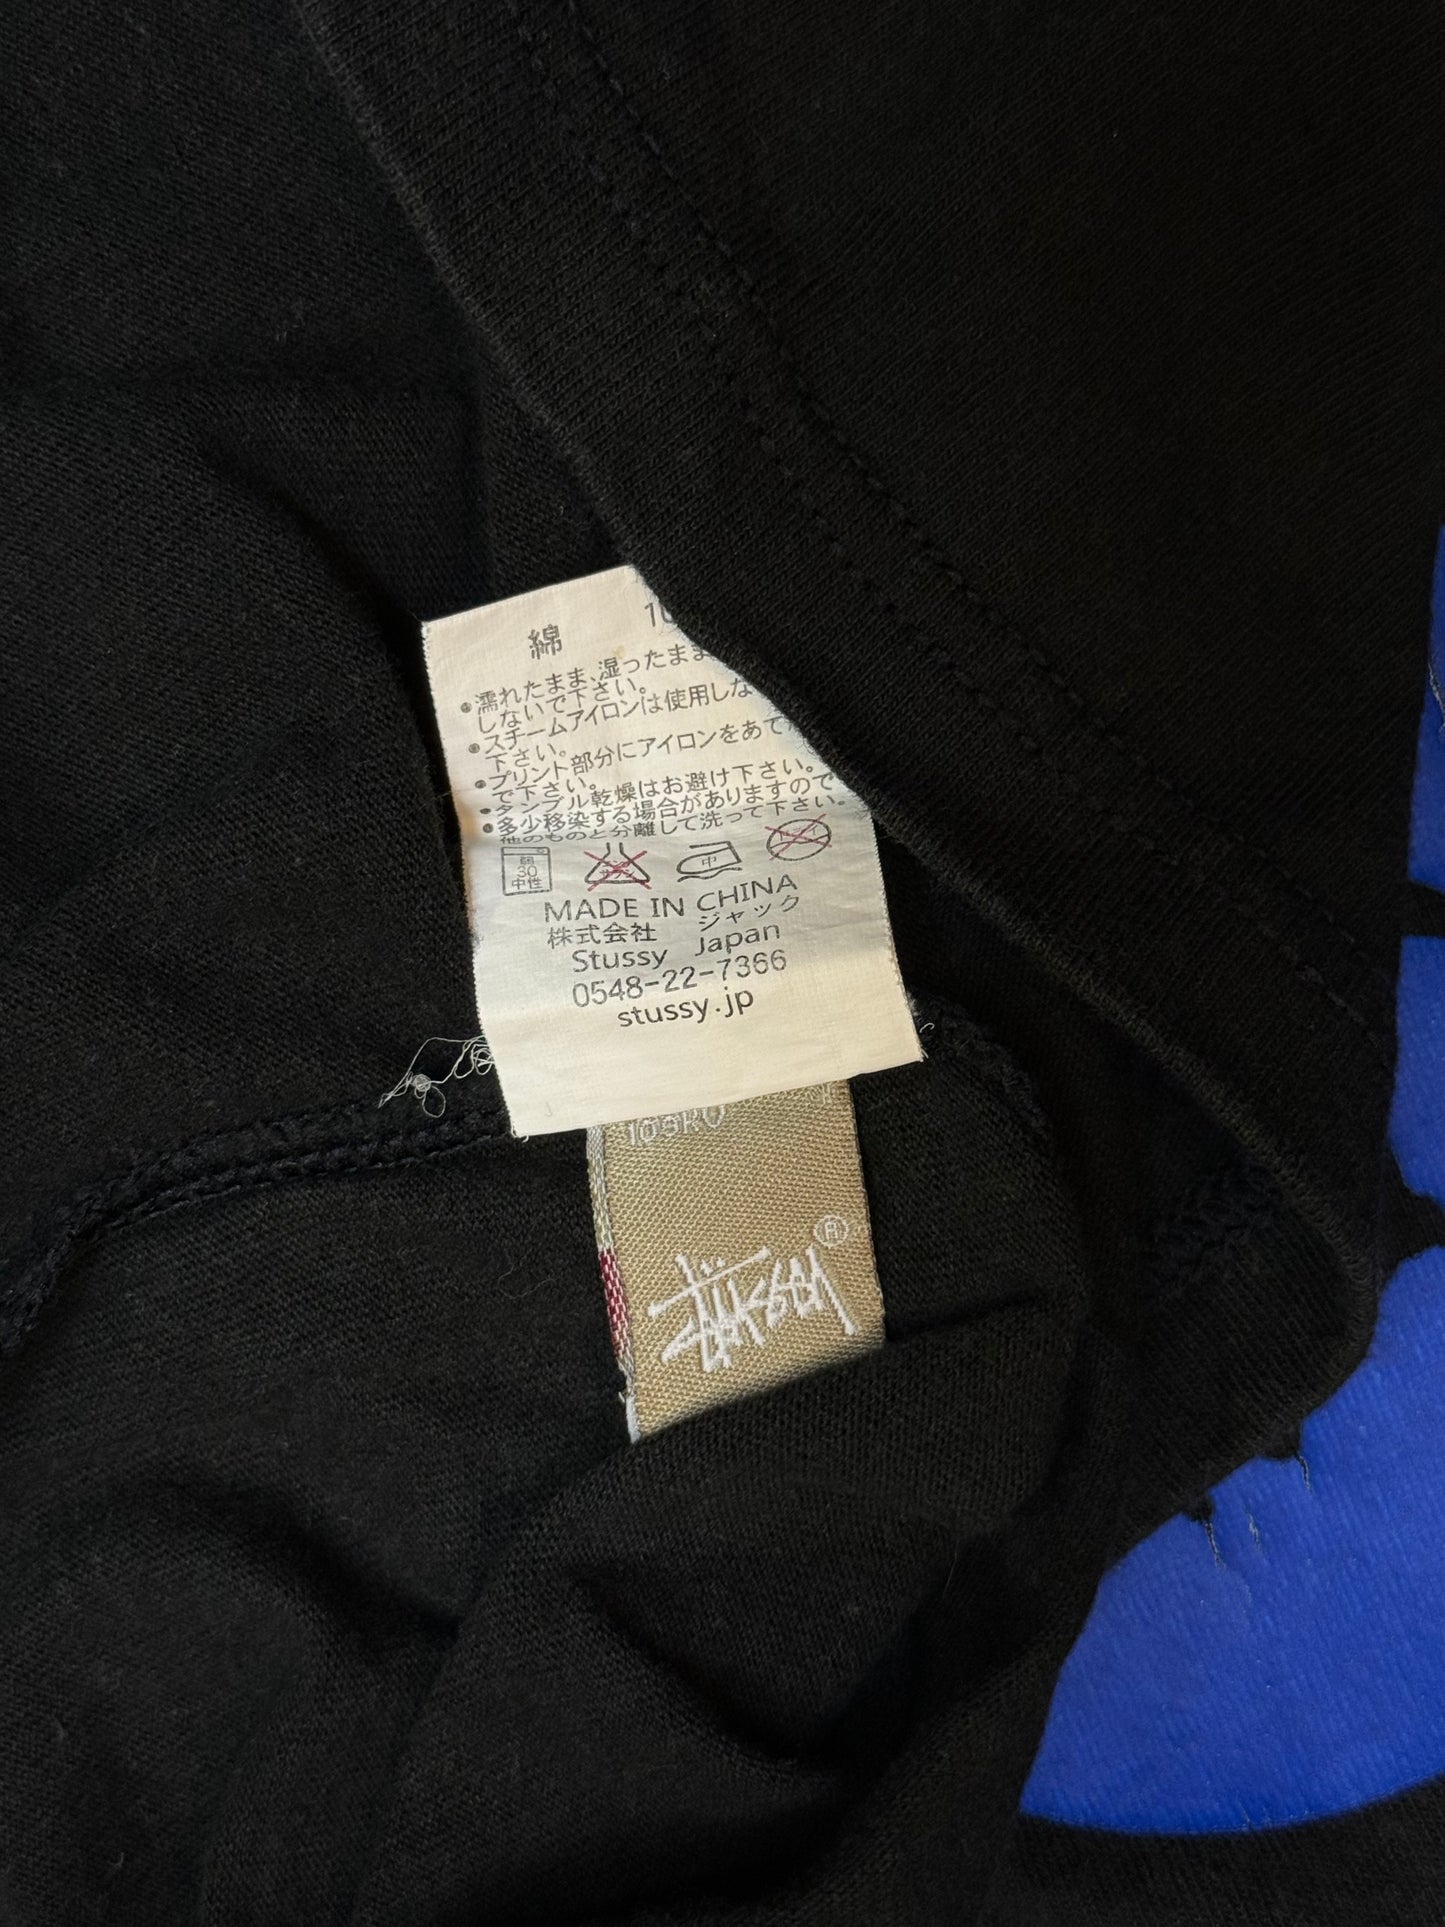 綿 10
•濡れたまま、湿ったまま
しないで下さい。
•スチームアイロンは使用しな
下さい。
•プリント部分にアイロンをあて
で下さい。
•タンブル乾燥はお避け下さい。
•多少移染する場合がありますので
他のものと分離して洗って下さい。
30
中性
中
MADE IN CHINA
株式会社 ジャック
Stussy Japan
0548-22-7366
stussy.jp
Stüssy ®